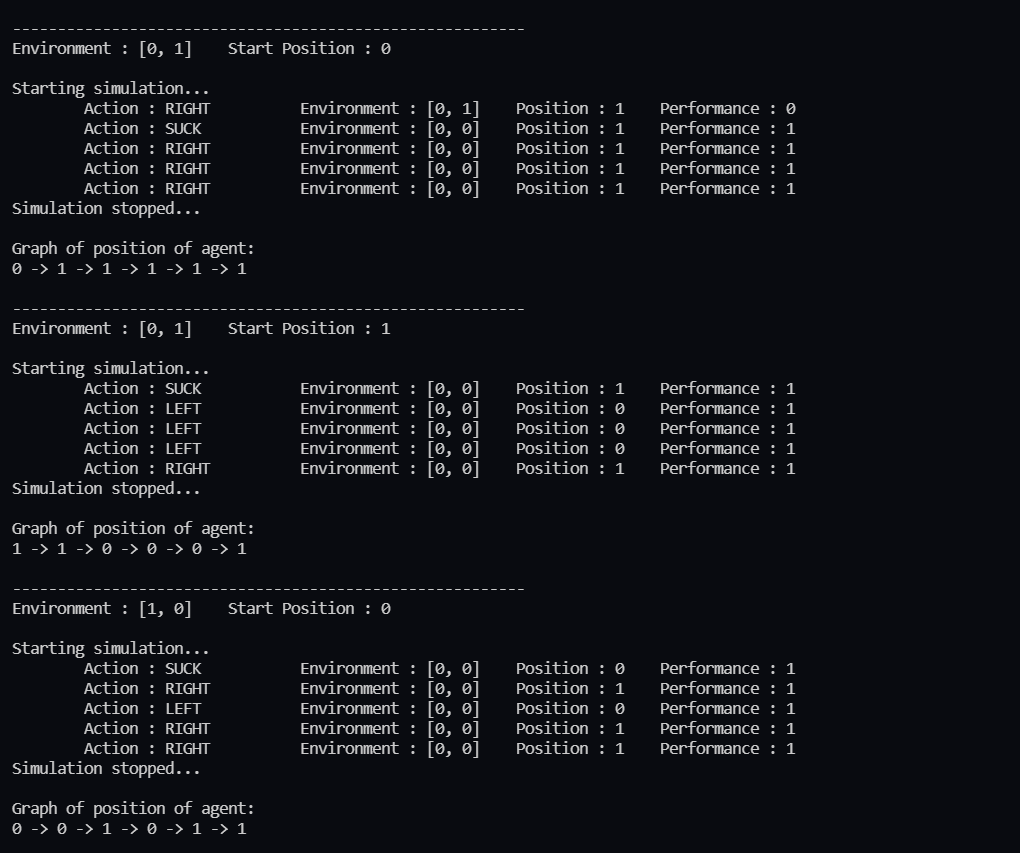 ---------------------------------------------------------
Environment : [0, 1]    Start Position : 0
Starting simulation...
        Action : RIGHT          Environment : [0, 1]    Position : 1    Performance : 0
        Action : SUCK           Environment : [0, 0]    Position : 1    Performance : 1
        Action : RIGHT          Environment : [0, 0]    Position : 1    Performance : 1
        Action : RIGHT          Environment : [0, 0]    Position : 1    Performance : 1
        Action : RIGHT          Environment : [0, 0]    Position : 1    Performance : 1
Simulation stopped...
Graph of position of agent:
0 -> 1 -> 1 -> 1 -> 1 -> 1
---------------------------------------------------------
Environment : [0, 1]    Start Position : 1
Starting simulation...
        Action : SUCK           Environment : [0, 0]    Position : 1    Performance : 1
        Action : LEFT           Environment : [0, 0]    Position : 0    Performance : 1
        Action : LEFT           Environment : [0, 0]    Position : 0    Performance : 1
        Action : LEFT           Environment : [0, 0]    Position : 0    Performance : 1
        Action : RIGHT          Environment : [0, 0]    Position : 1    Performance : 1
Simulation stopped...
Graph of position of agent:
1 -> 1 -> 0 -> 0 -> 0 -> 1
---------------------------------------------------------
Environment : [1, 0]    Start Position : 0
Starting simulation...
        Action : SUCK           Environment : [0, 0]    Position : 0    Performance : 1
        Action : RIGHT          Environment : [0, 0]    Position : 1    Performance : 1
        Action : LEFT           Environment : [0, 0]    Position : 0    Performance : 1
        Action : RIGHT          Environment : [0, 0]    Position : 1    Performance : 1
        Action : RIGHT          Environment : [0, 0]    Position : 1    Performance : 1
Simulation stopped...
Graph of position of agent:
0 -> 0 -> 1 -> 0 -> 1 -> 1